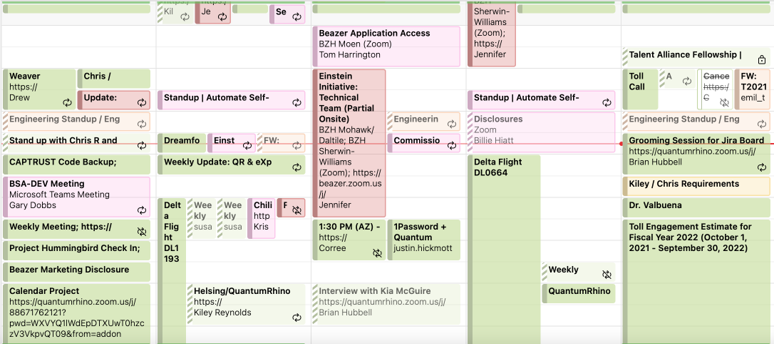 Kil
Je
Se
Weaver
https://
Drew
Chris /
Update:
Engineering Standup / Eng
Stand up with Chris R and
CAPTRUST Code Backup;
BSA-DEV Meeting
Microsoft Teams Meeting
Gary Dobbs
Weekly Meeting; https://
Project Hummingbird Check In;
Beazer Marketing Disclosure
Calendar Project
https://quantumrhino.zoom.us/j/
88671762121?
pwd=WXVYQ1lWdEpDTXUwT0hzc
zV3VkpvQT09&from=addon
Standup | Automate Self-
Dreamfo
Einst
FW:
Weekly Update: QR & eXp
Delt
a
Flig
ht
DL1
193
Wee
kly
susa
Wee
kly
susa
Chili
http
Kris
F
Helsing/QuantumRhino
https://
Kiley Reynolds
Beazer Application Access
BZH Moen (Zoom)
Tom Harrington
Einstein
Initiative:
Technical
Team (Partial
Onsite)
BZH Mohawk/
Daltile; BZH
Sherwin-
Williams
(Zoom); https://
beazer.zoom.us
/j/
Jennifer
Engineerin
Commissio
1:30 PM (AZ) -
https://
Corree
1Password +
Quantum
justin.hickmott
Interview with Kia McGuire
https://quantumrhino.zoom.us/j/
Brian Hubbell
Sherwin-
Williams
(Zoom);
https://
Jennifer
Standup | Automate Self-
Disclosures
Zoom
Billie Hiatt
Delta Flight
DL0664
Weekly
QuantumRhino
Talent Alliance Fellowship |
Toll
Call
A
Cance
https:/
C
FW:
T2021
emil_t
Engineering Standup / Eng
Grooming Session for Jira Board
https://quantumrhino.zoom.us/j/
Brian Hubbell
Kiley / Chris Requirements
Dr. Valbuena
Toll Engagement Estimate for
Fiscal Year 2022 (October 1,
2021 - September 30, 2022)